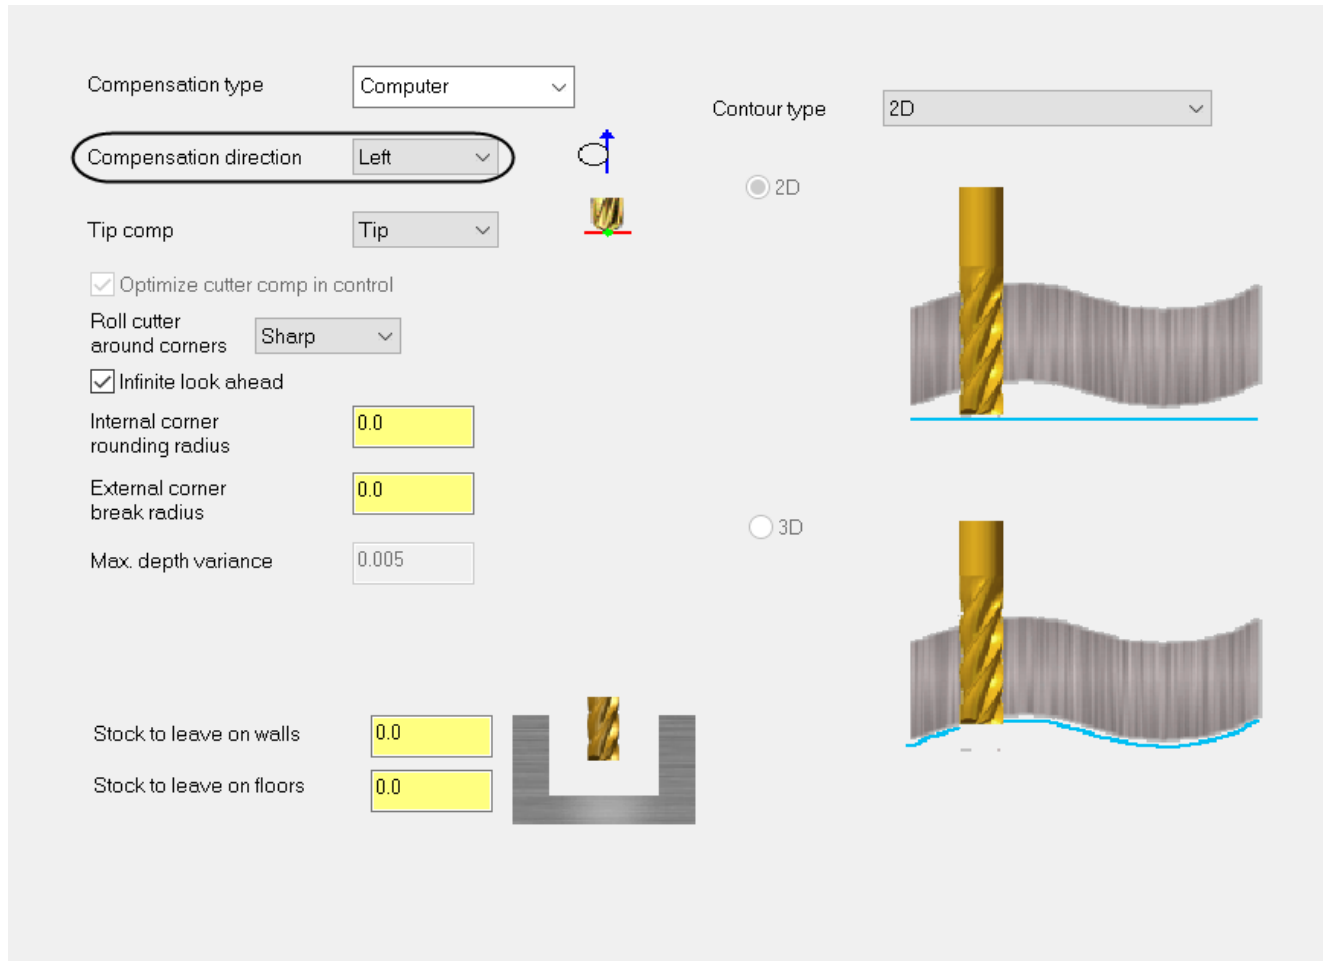 Compensation type
Computer
Contour type
2D
Compensation direction
Left
2D
Tip comp
Tip
Optimize cutter comp in control
Roll cutter
around corners
Sharp
Infinite look ahead
Internal corner
rounding radius
0.0
External corner
break radius
0.0
3D
Max. depth variance
0.005
Stock to leave on walls
0.0
Stock to leave on floors
0.0